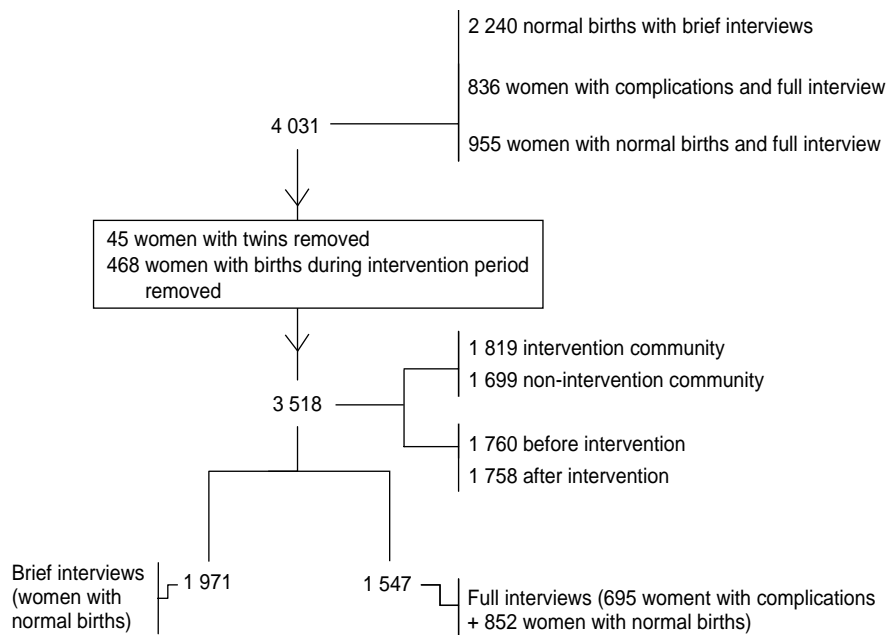 2 240 normal births with brief interviews
836 women with complications and full interview
4 031
955 women with normal births and full interview
45 women with twins removed
468 women with births during intervention period
removed
1 819 intervention community
1 699 non-intervention community
3 518
1 760 before intervention
1 758 after intervention
Brief interviews
(women with
normal births)
1 971
1 547
Full interviews (695 woment with complications
+ 852 women with normal births)